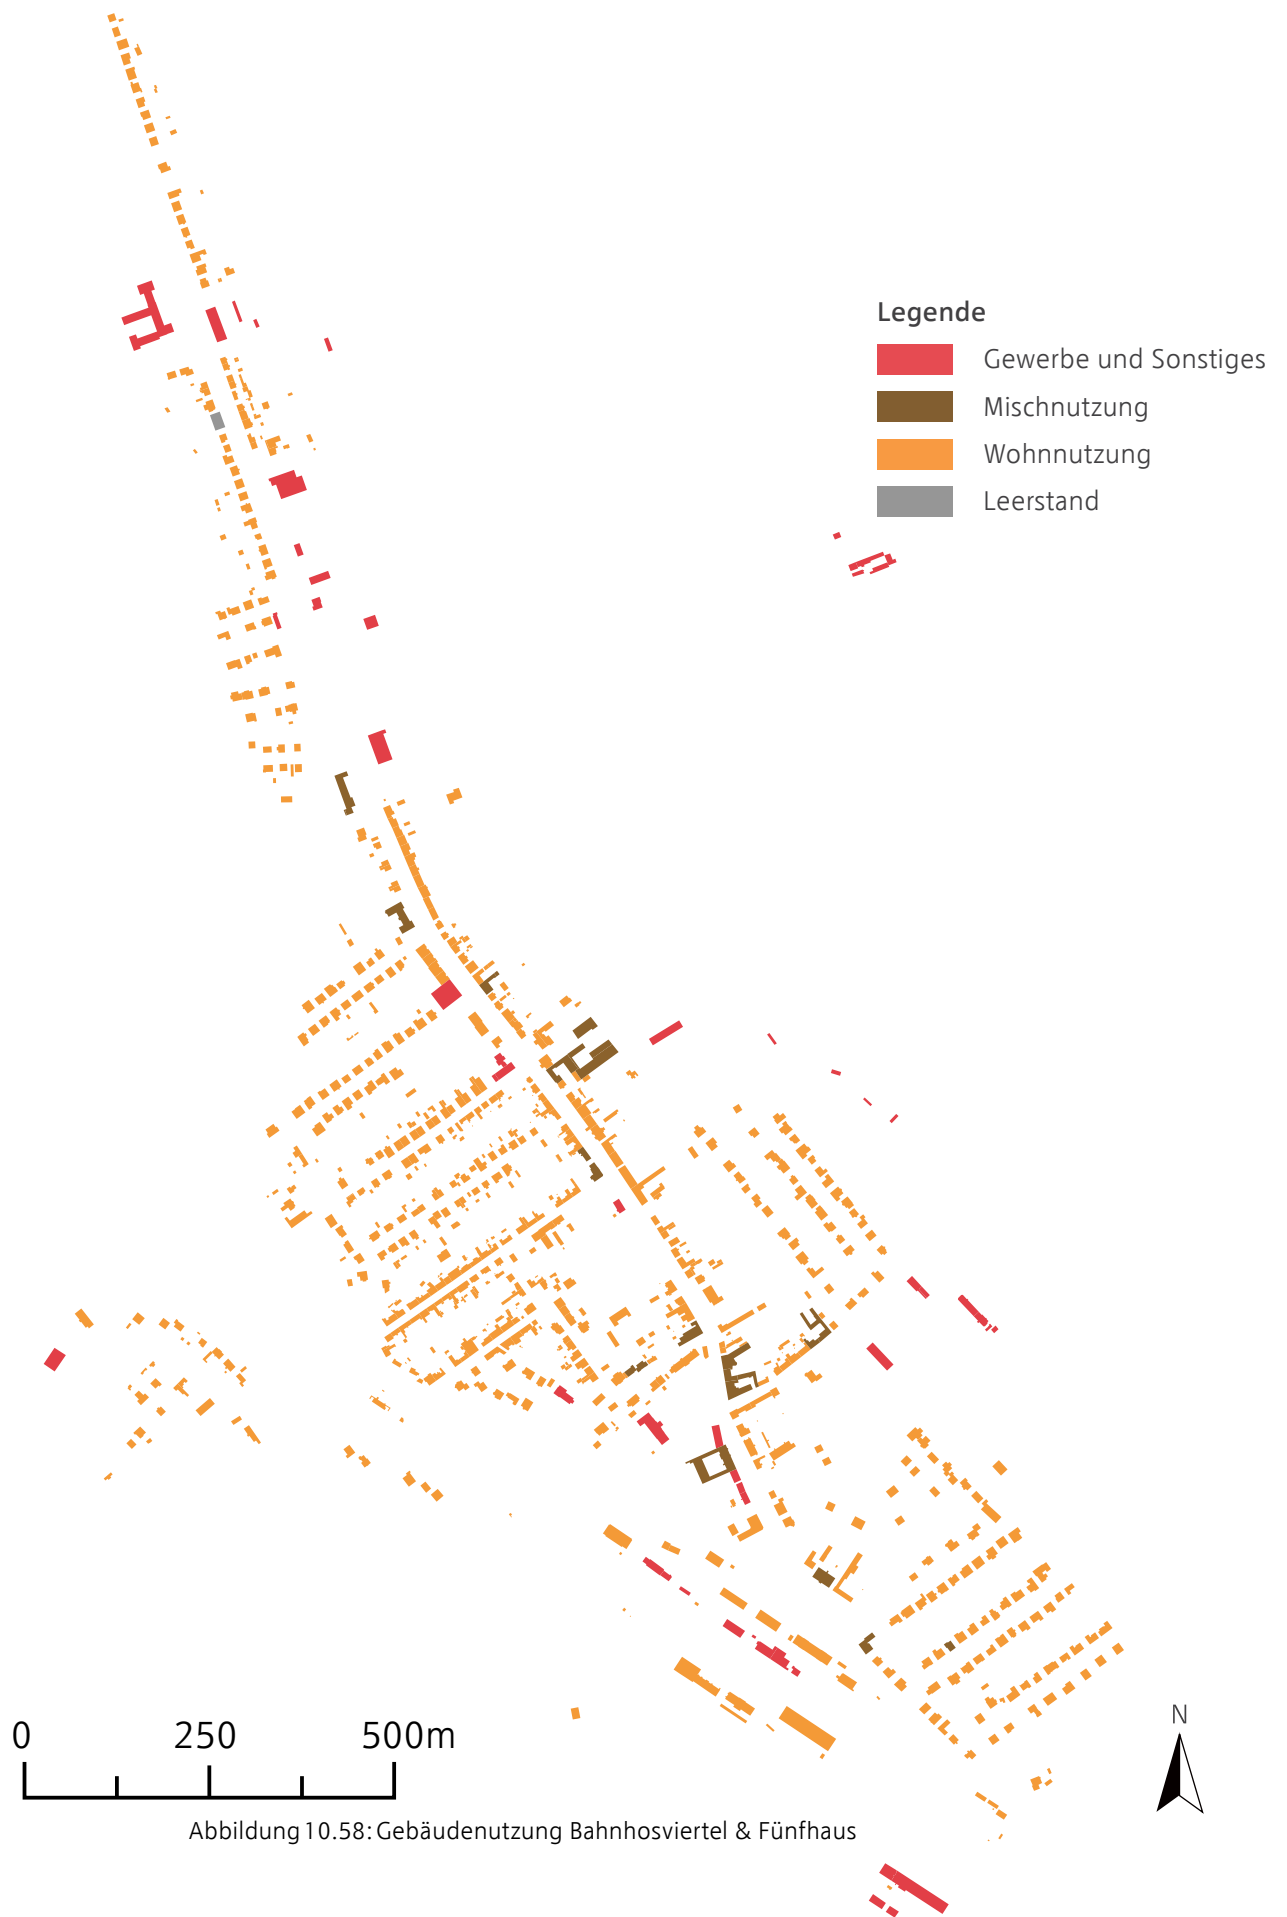 Legende
Gewerbe und Sonstiges
Mischnutzung
Wohnnutzung
Leerstand
N
0 250 500m
Abbildung 10.58: Gebäudenutzung Bahnhosviertel & Fünfhaus